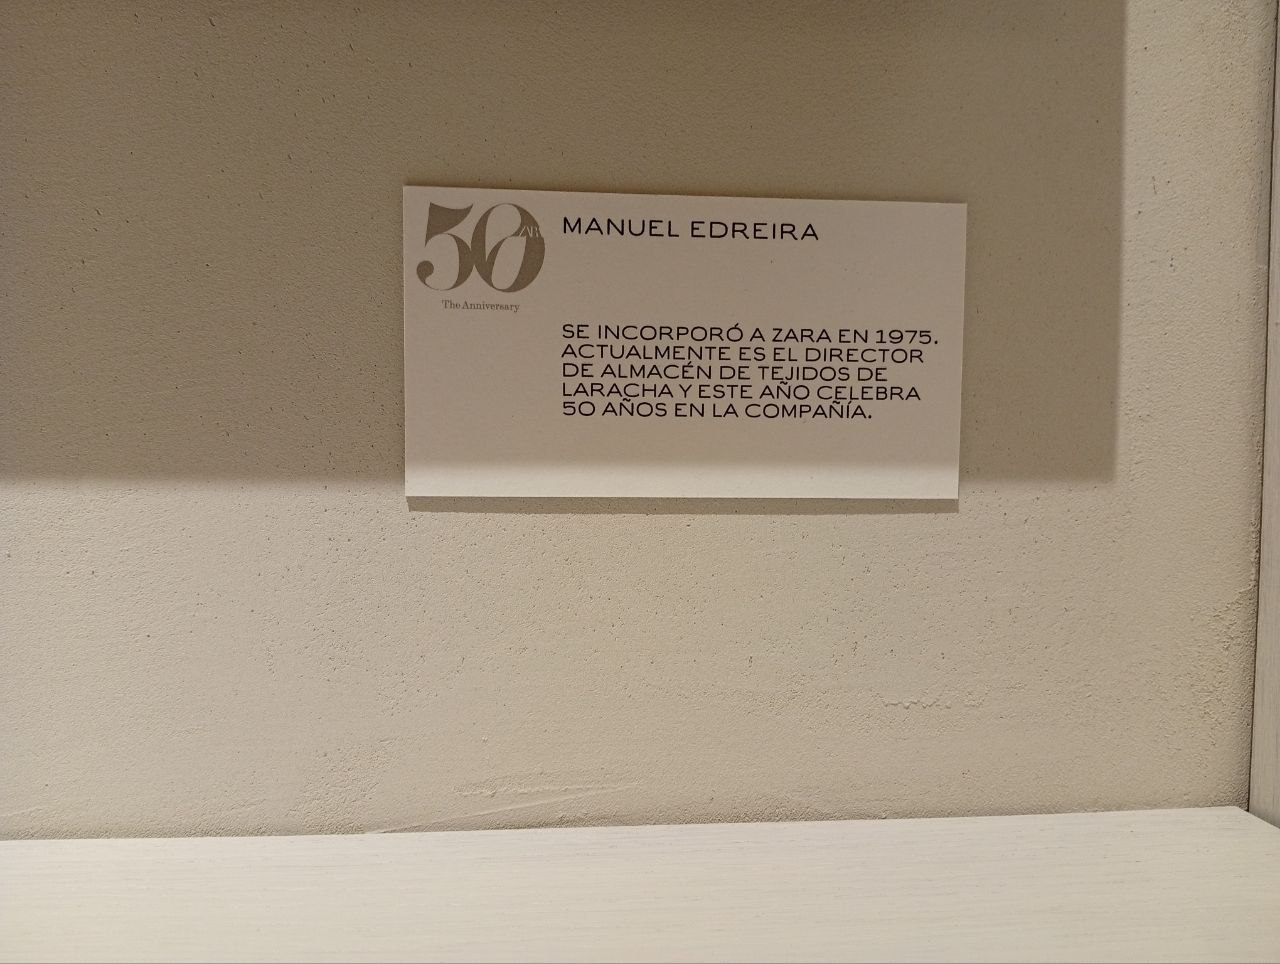 50
The Anniversary
MANUEL EDREIRA
SE INCORPORÓ A ZARA EN 1975.
ACTUALMENTE ES EL DIRECTOR
DE ALMACÉN DE TEJIDOS DE
LARACHA Y ESTE AÑO CELEBRA
50 AÑOS EN LA COMPAÑÍA.